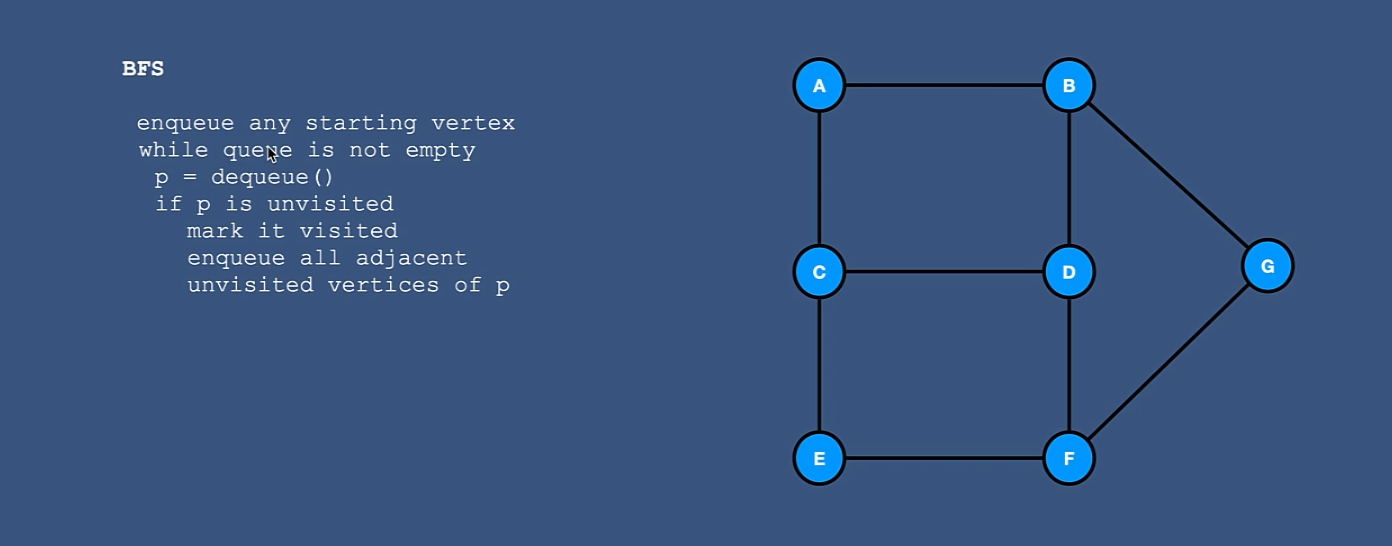 BFS
enqueue any starting vertex
while queue is not empty
p = dequeue()
if p is unvisited
mark it visited
enqueue all adjacent
unvisited vertices of p
A
B
C
D
G
E
F